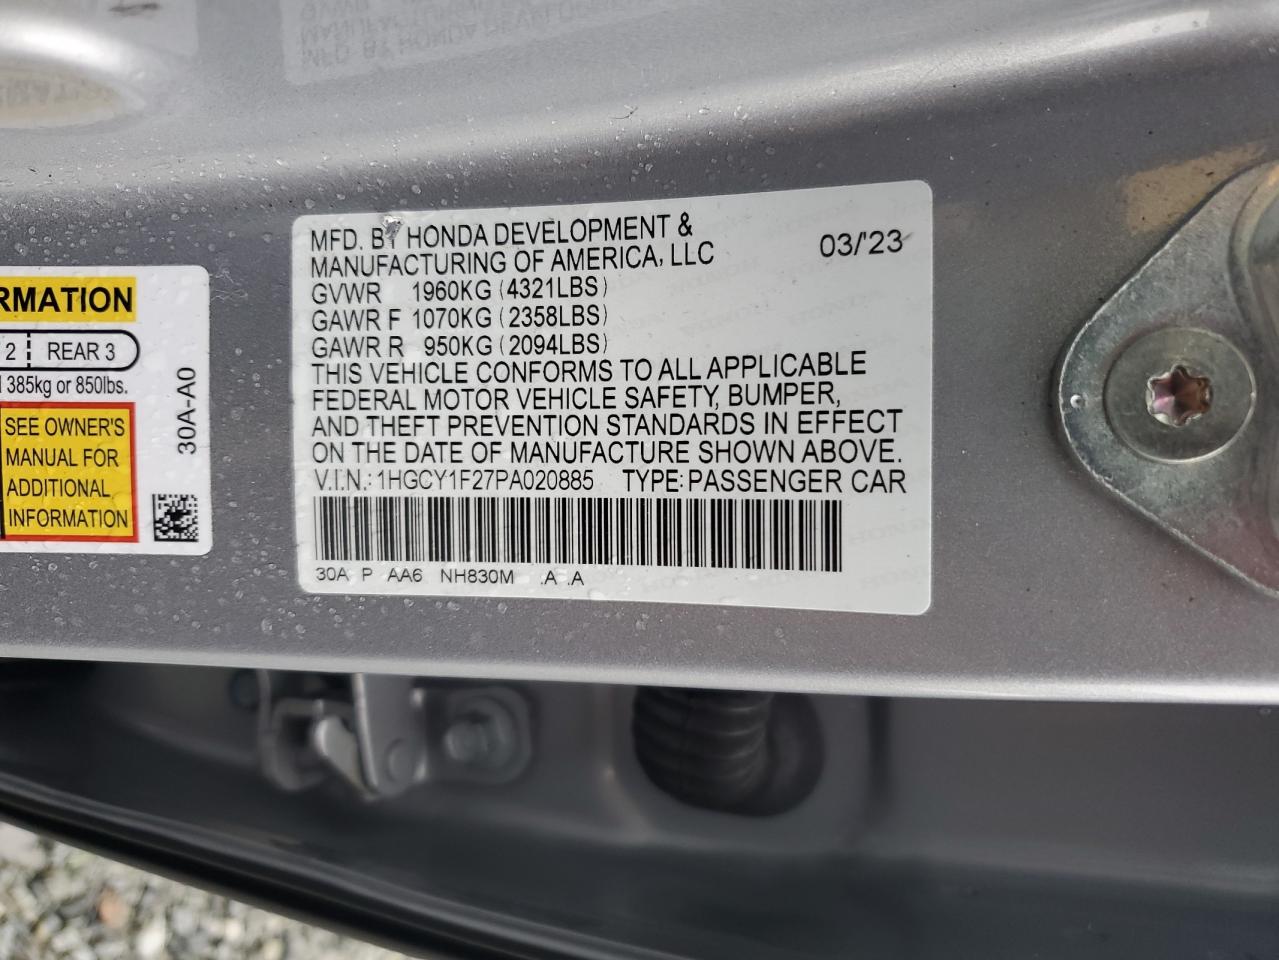 RMATION
2 REAR 3
385kg or 850lbs.
SEE OWNER'S
MANUAL FOR
ADDITIONAL
INFORMATION
30A-A0
MFD. BY HONDA DEVELOPMENT &
MANUFACTURING OF AMERICA, LLC 03/'23
GVWR 1960KG (4321LBS)
GAWR F 1070KG (2358LBS)
GAWR R 950KG (2094LBS)
THIS VEHICLE CONFORMS TO ALL APPLICABLE
FEDERAL MOTOR VEHICLE SAFETY, BUMPER,
AND THEFT PREVENTION STANDARDS IN EFFECT
ON THE DATE OF MANUFACTURE SHOWN ABOVE.
V.I.N.: 1HGCY1F27PA020885 TYPE: PASSENGER CAR
30A P AA6 NH830M .A .A